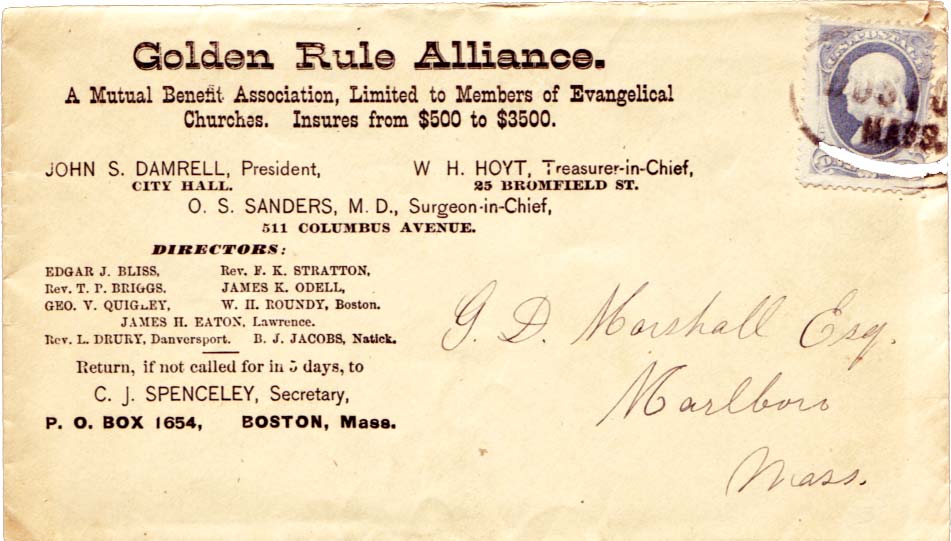 Golden Rule Alliance.
A Mutual Benefit Association, Limited to Members of Evangelical
Churches. Insures from $500 to $3500.
JOHN S. DAMRELL, President,
CITY HALL.
W H. HOYT, Treasurer-in-Chief,
25 BROMFIELD ST.
O. S. SANDERS, M. D., Surgeon-in-Chief,
511 COLUMBUS AVENUE.
DIRECTORS:
EDGAR J. BLISS, Rev. F. K. STRATTON,
Rev. T. P. BRIGGS. JAMES K. ODELL,
GEO. V. QUIGLEY, W. H. ROUNDY, Boston.
JAMES H. EATON, Lawrence.
Rev. L. DRURY, Danversport. B. J. JACOBS, Natick.
Return, if not called for in 5 days, to
C. J. SPENCELEY, Secretary,
P. O. BOX 1654, BOSTON, Mass.
G. D. Marshall Esq.
Marlboro
Mass.
MASS.